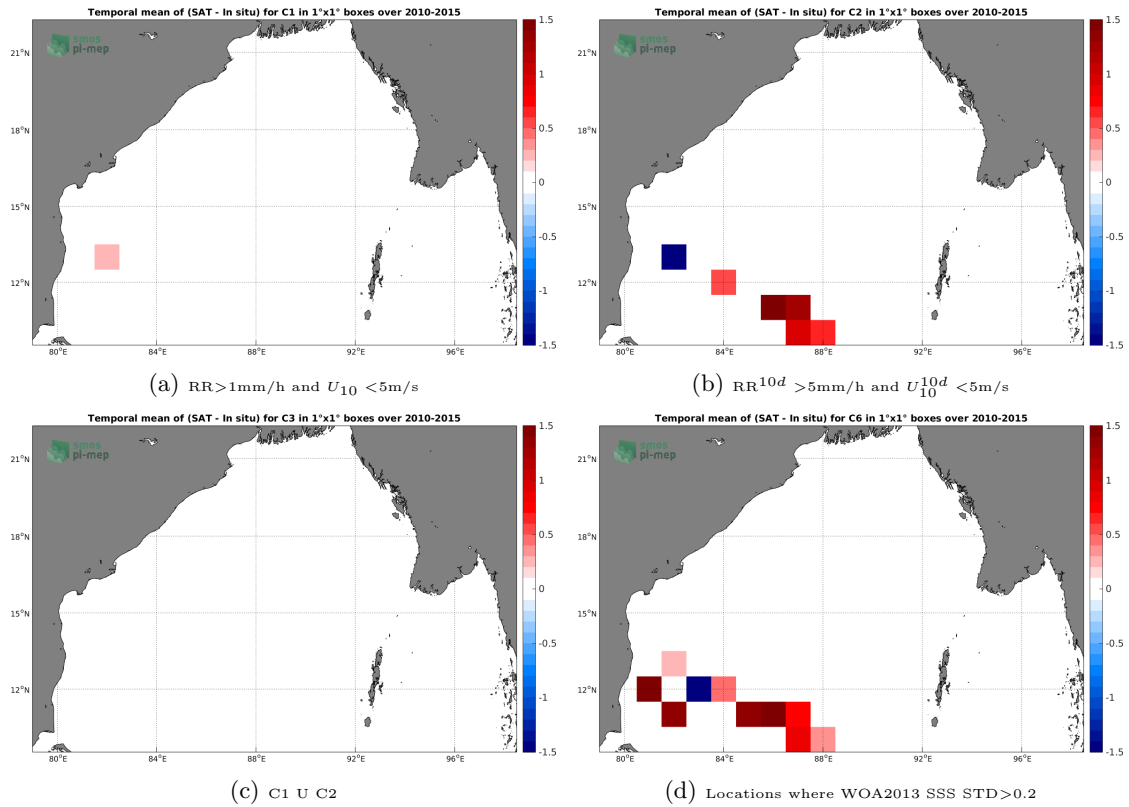 Temporal mean of (SAT - In situ) for C1 in 1°x1° boxes over 2010-2015
smos
pi-mep
21°N
18°N
15°N
12°N
80°E 84°E 88°E 92°E 96°E
1.5
1
0.5
0
-0.5
-1
-1.5
(a) RR>1mm/h and U10 <5m/s
Temporal mean of (SAT - In situ) for C2 in 1°x1° boxes over 2010-2015
smos
pi-mep
21°N
18°N
15°N
12°N
80°E 84°E 88°E 92°E 96°E
1.5
1
0.5
0
-0.5
-1
-1.5
(b) RR^10d >5mm/h and U10^10d <5m/s
Temporal mean of (SAT - In situ) for C3 in 1°x1° boxes over 2010-2015
smos
pi-mep
21°N
18°N
15°N
12°N
80°E 84°E 88°E 92°E 96°E
1.5
1
0.5
0
-0.5
-1
-1.5
(c) C1 U C2
Temporal mean of (SAT - In situ) for C6 in 1°x1° boxes over 2010-2015
smos
pi-mep
21°N
18°N
15°N
12°N
80°E 84°E 88°E 92°E 96°E
1.5
1
0.5
0
-0.5
-1
-1.5
(d) Locations where WOA2013 SSS STD>0.2